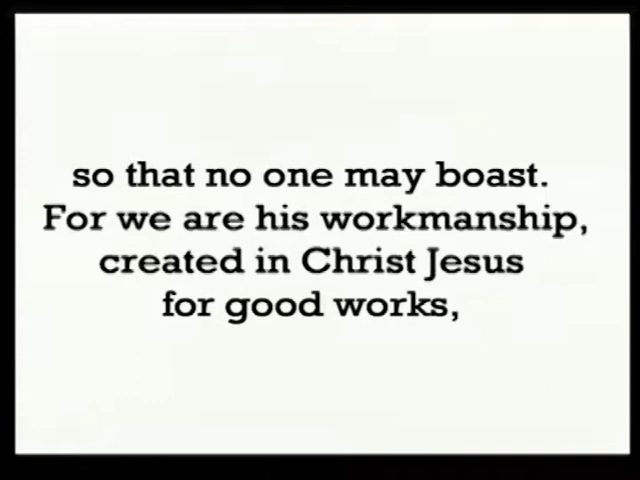 so that no one may boast.
For we are his workmanship,
created in Christ Jesus
for good works,